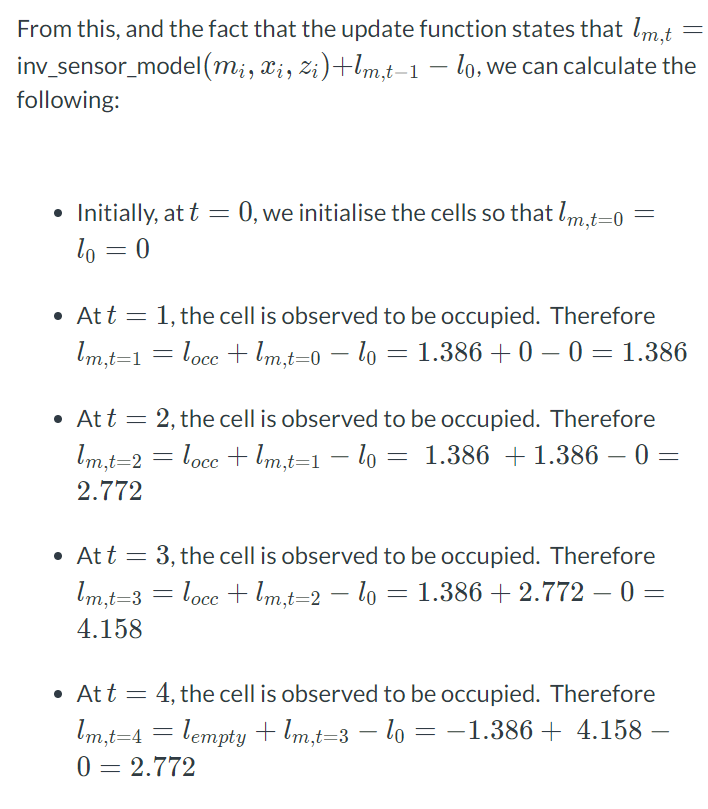 From this, and the fact that the update function states that $l_{m,t} =$
$\text{inv\_sensor\_model}(m_i, x_i, z_i) + l_{m,t-1} - l_0$, we can calculate the
following:
• Initially, at $t = 0$, we initialise the cells so that $l_{m,t=0} =$
$l_0 = 0$
• At $t = 1$, the cell is observed to be occupied. Therefore
$l_{m,t=1} = l_{occ} + l_{m,t=0} - l_0 = 1.386 + 0 - 0 = 1.386$
• At $t = 2$, the cell is observed to be occupied. Therefore
$l_{m,t=2} = l_{occ} + l_{m,t=1} - l_0 = 1.386 + 1.386 - 0 =$
$2.772$
• At $t = 3$, the cell is observed to be occupied. Therefore
$l_{m,t=3} = l_{occ} + l_{m,t=2} - l_0 = 1.386 + 2.772 - 0 =$
$4.158$
• At $t = 4$, the cell is observed to be occupied. Therefore
$l_{m,t=4} = l_{empty} + l_{m,t=3} - l_0 = -1.386 + 4.158 -$
$0 = 2.772$